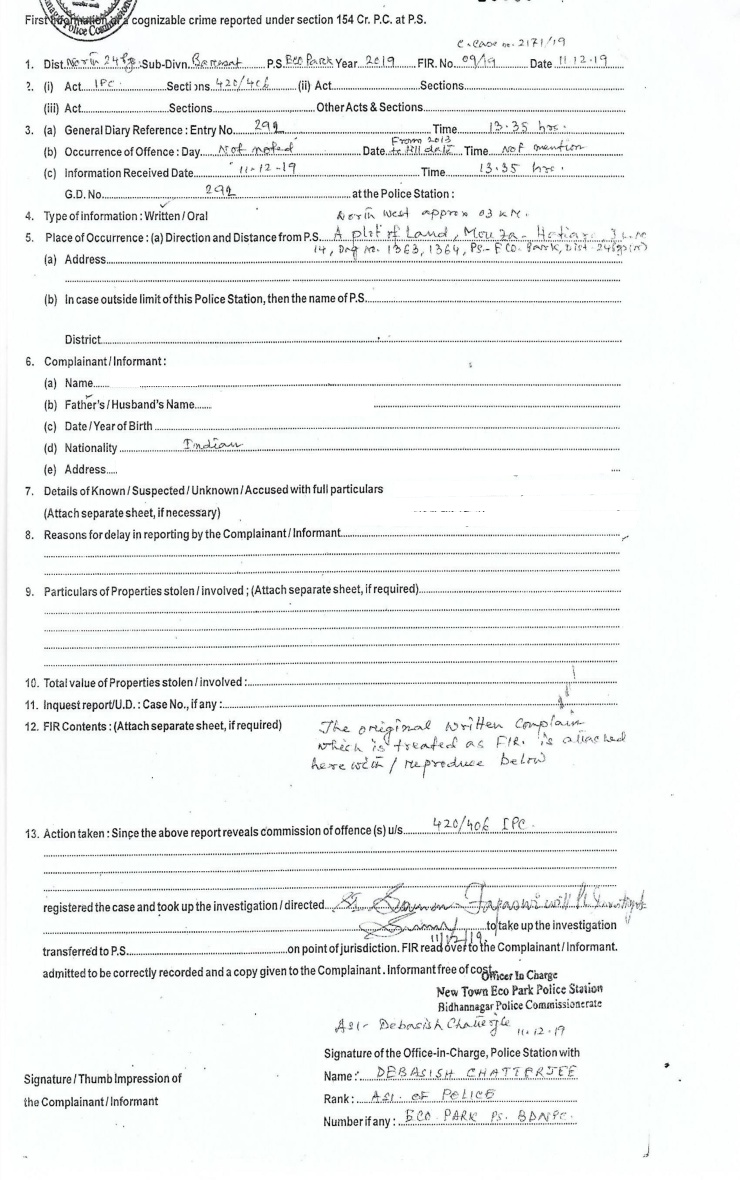 Police Commiss
First Information of a cognizable crime reported under section 154 Cr. P.C. at P.S.
C. Case no. 2171/19
1. Dist. North 24 Pgs. Sub-Divn. Barasat P.S. Eco Park Year 2019 FIR. No 09/19 Date 11.12.19
2. (i) Act IPC Sections 420/406 (ii) Act Sections
(iii) Act Sections Other Acts & Sections
3. (a) General Diary Reference : Entry No. 292 Time 13.35 hrs.
(b) Occurrence of Offence : Day Not noted Date From 2013 to till date Time Not mention
(c) Information Received Date 11-12-19 Time 13.35 hrs.
G.D. No. 292 at the Police Station :
4. Type of information : Written / Oral North West approx 03 KM.
5. Place of Occurrence : (a) Direction and Distance from P.S. A plot of Land, Mouza- Hatiara, J L. no
14, Dag no. 1363, 1364, Ps- ECO. Park, Dist- 24 Pgs (N)
(a) Address
(b) In case outside limit of this Police Station, then the name of P.S.
District
6. Complainant / Informant :
(a) Name
(b) Father's / Husband's Name
(c) Date / Year of Birth
(d) Nationality Indian
(e) Address
7. Details of Known / Suspected / Unknown / Accused with full particulars
(Attach separate sheet, if necessary)
8. Reasons for delay in reporting by the Complainant / Informant
9. Particulars of Properties stolen / involved ; (Attach separate sheet, if required)
10. Total value of Properties stolen / involved :
11. Inquest report/U.D. : Case No., if any :
12. FIR Contents : (Attach separate sheet, if required) The original written complain
which is treated as FIR. is attached
here with / reproduce below
13. Action taken : Since the above report reveals commission of offence (s) u/s. 420/406 IPC.
registered the case and took up the investigation / directed
to take up the investigation
11/12/19
transferred to P.S. on point of jurisdiction. FIR read over to the Complainant / Informant.
admitted to be correctly recorded and a copy given to the Complainant. Informant free of cost.
Officer In Charge
New Town Eco Park Police Station
Bidhannagar Police Commissionerate
ASI- Debasish Chatterjee
11.12.19
Signature of the Office-in-Charge, Police Station with
Signature / Thumb Impression of
the Complainant / Informant
Name : DEBASISH CHATTERJEE
Rank : ASI. OF POLICE
Number if any : ECO PARK PS. BDNPC.